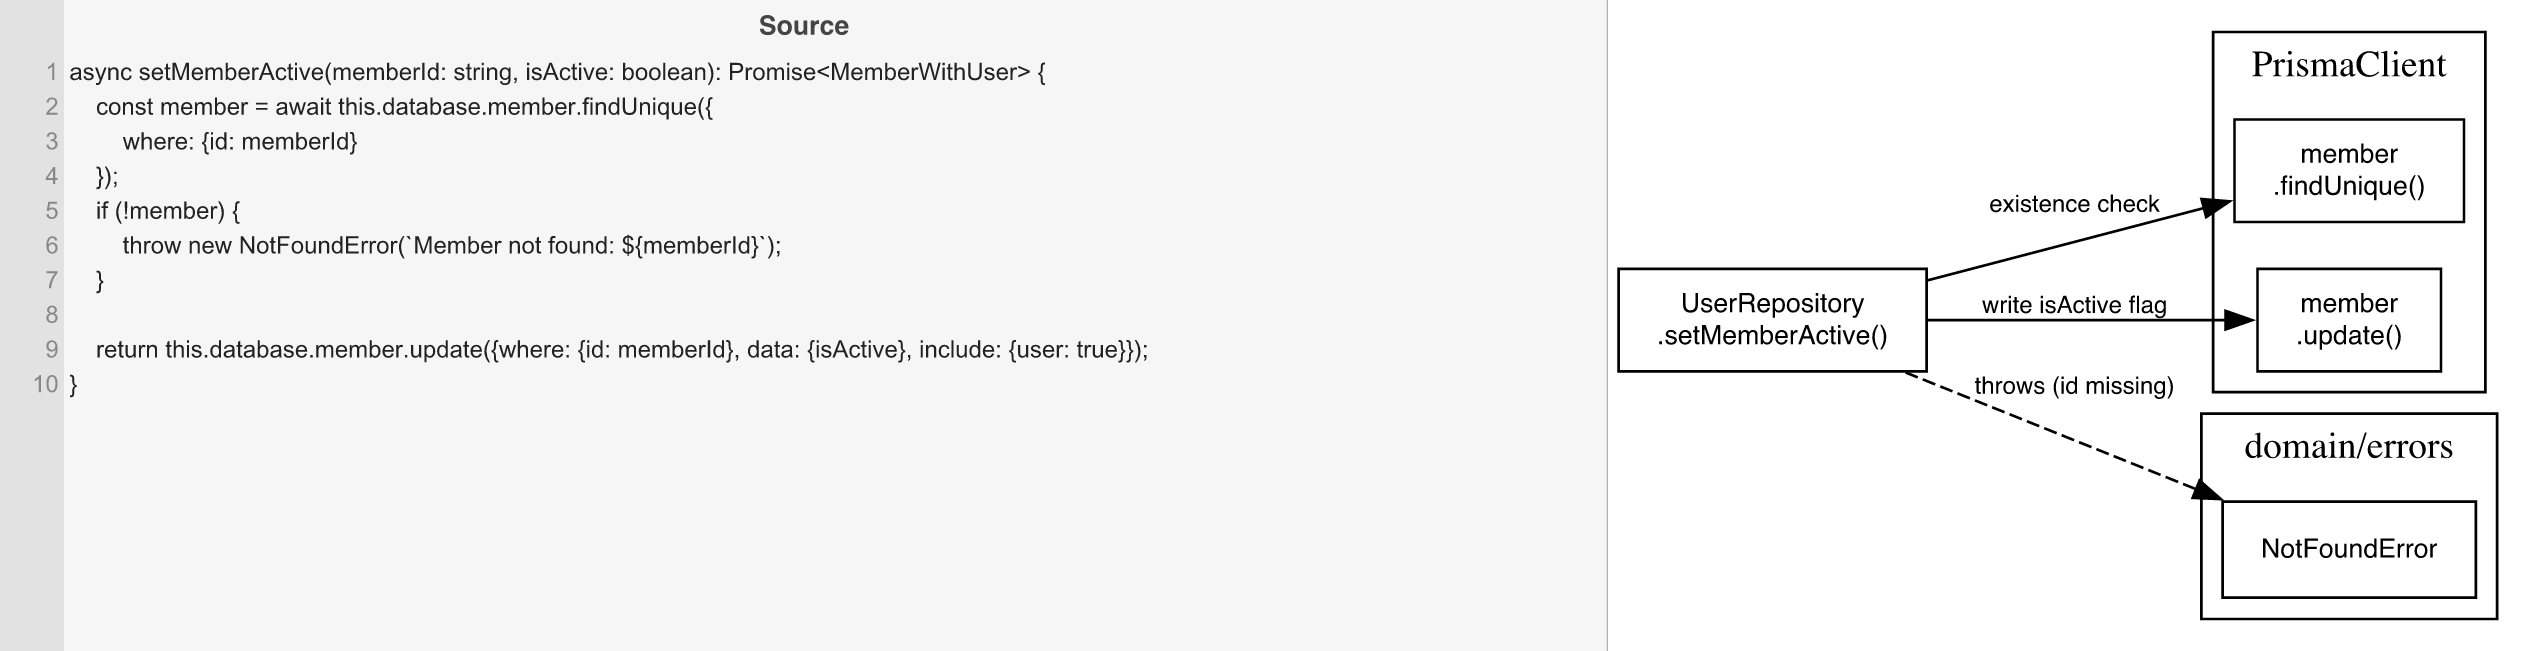 Source
1 async setMemberActive(memberId: string, isActive: boolean): Promise<MemberWithUser> {
2 const member = await this.database.member.findUnique({
3 where: {id: memberId}
4 });
5 if (!member) {
6 throw new NotFoundError(`Member not found: ${memberId}`);
7 }
8
9 return this.database.member.update({where: {id: memberId}, data: {isActive}, include: {user: true}});
10 }
PrismaClient
member
.findUnique()
existence check
UserRepository
.setMemberActive()
write isActive flag
member
.update()
throws (id missing)
domain/errors
NotFoundError